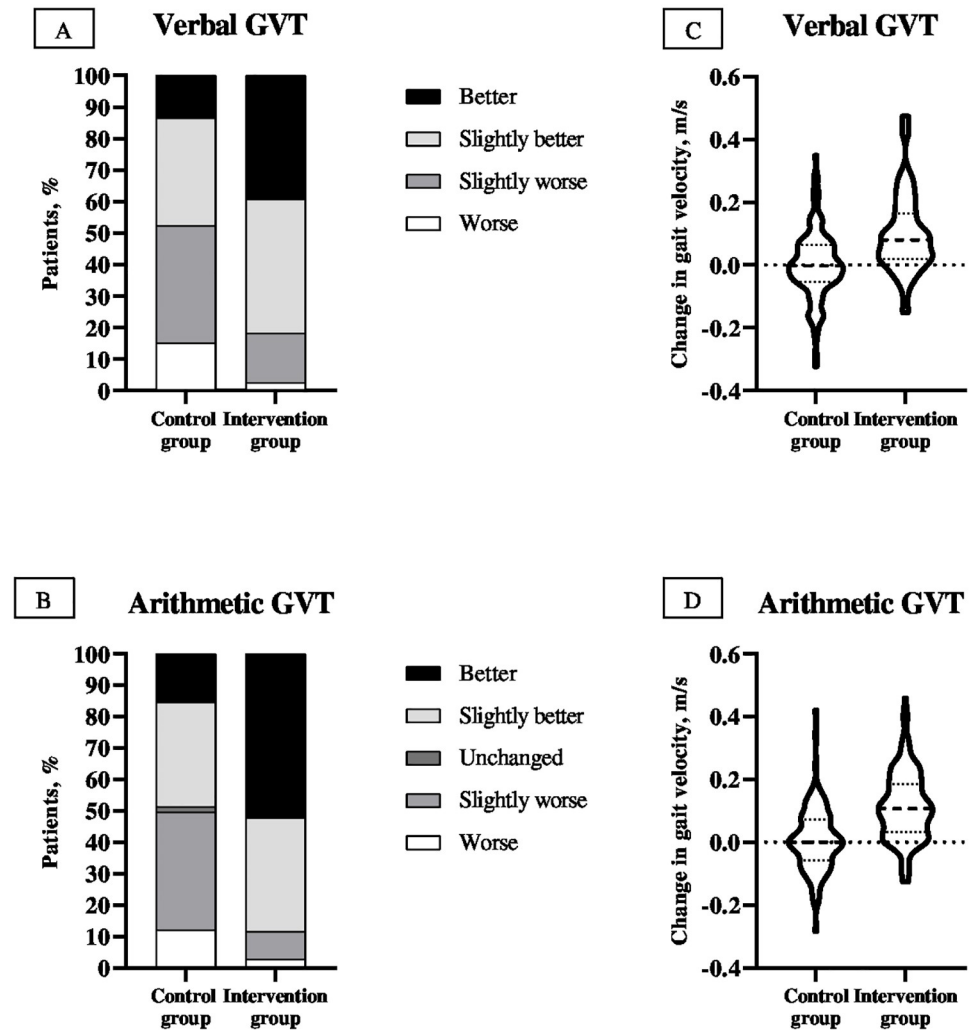 A
Verbal GVT
Patients, %
100
90
80
70
60
50
40
30
20
10
0
Control group
Intervention group
Better
Slightly better
Slightly worse
Worse
C
Verbal GVT
Change in gait velocity, m/s
0.6
0.4
0.2
0.0
-0.2
-0.4
Control group
Intervention group
B
Arithmetic GVT
Patients, %
100
90
80
70
60
50
40
30
20
10
0
Control group
Intervention group
Better
Slightly better
Unchanged
Slightly worse
Worse
D
Arithmetic GVT
Change in gait velocity, m/s
0.6
0.4
0.2
0.0
-0.2
-0.4
Control group
Intervention group